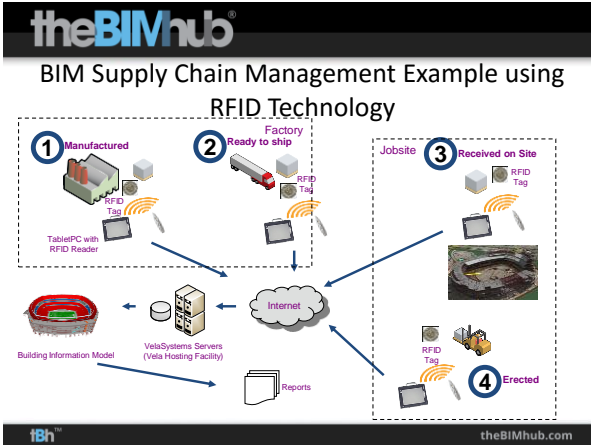 theBIMhub®
BIM Supply Chain Management Example using
RFID Technology
Factory
1 Manufactured
2 Ready to ship
RFID
Tag
RFID
Tag
TabletPC with
RFID Reader
Jobsite
3 Received on Site
RFID
Tag
Internet
Building Information Model
VelaSystems Servers
(Vela Hosting Facility)
Reports
RFID
Tag
4 Erected
tBh™
theBIMhub.com